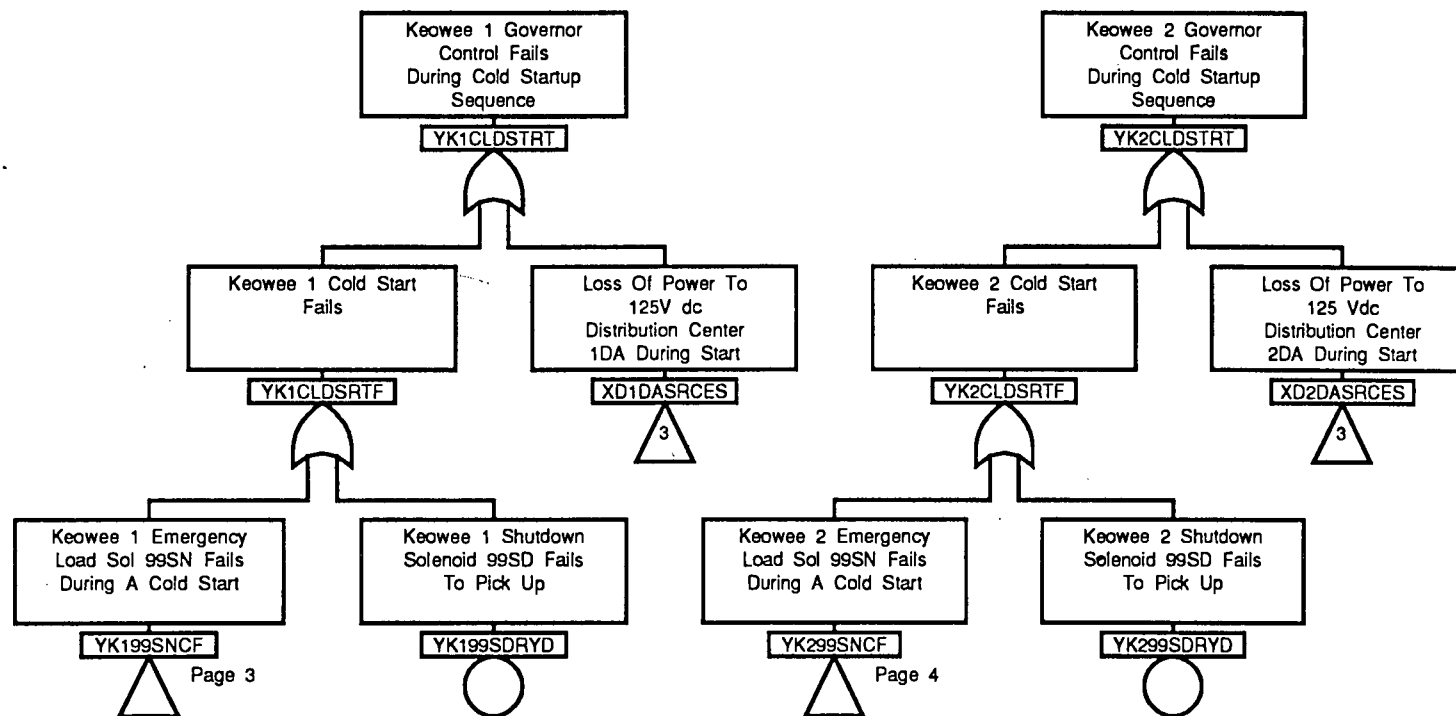 Keowee 1 Governor
Control Fails
During Cold Startup
Sequence
YK1CLDSTRT
Keowee 2 Governor
Control Fails
During Cold Startup
Sequence
YK2CLDSTRT
Keowee 1 Cold Start
Fails
YK1CLDSRTF
Loss Of Power To
125V dc
Distribution Center
1DA During Start
XD1DASRCES
3
Keowee 2 Cold Start
Fails
YK2CLDSRTF
Loss Of Power To
125 Vdc
Distribution Center
2DA During Start
XD2DASRCES
3
Keowee 1 Emergency
Load Sol 99SN Fails
During A Cold Start
YK199SNCF
Page 3
Keowee 1 Shutdown
Solenoid 99SD Fails
To Pick Up
YK199SDRYD
Keowee 2 Emergency
Load Sol 99SN Fails
During A Cold Start
YK299SNCF
Page 4
Keowee 2 Shutdown
Solenoid 99SD Fails
To Pick Up
YK299SDRYD